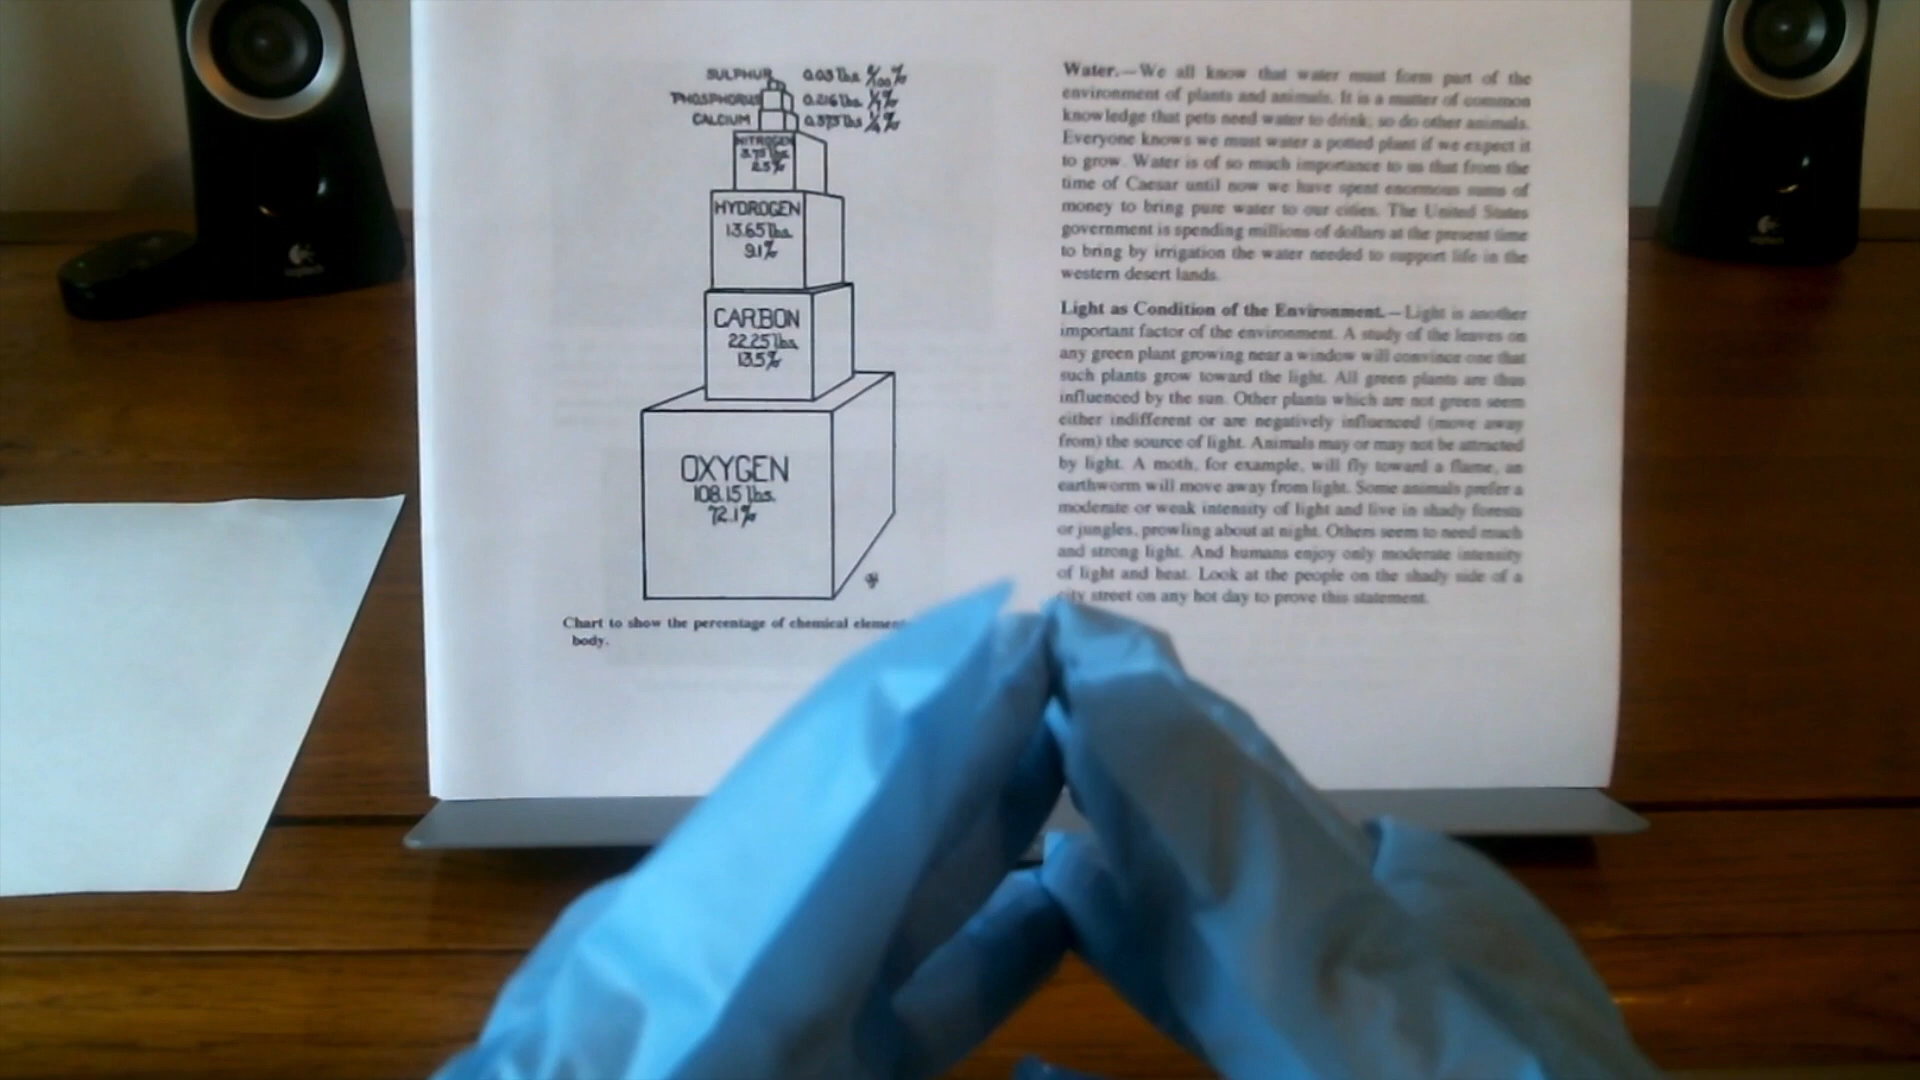 SULPHUR 0.03 lbs.
PHOSPHORUS 0.216 lbs.
CALCIUM 0.375 lbs
NITROGEN
3.75 lbs.
2.5%
HYDROGEN
13.65 lbs.
9.1%
CARBON
22.25 lbs.
13.5%
OXYGEN
108.15 lbs.
72.1%
Chart to show the percentage of chemical
body.
Water.—We all know that water must form part of the
environment of plants and animals. It is a matter of common
knowledge that pets need water to drink; so do other animals.
Everyone knows we must water a potted plant if we expect it
to grow. Water is of so much importance to us that from the
time of Caesar until now we have spent enormous sums of
money to bring pure water to our cities. The United States
government is spending millions of dollars at the present time
to bring by irrigation the water needed to support life in the
western desert lands.
Light as Condition of the Environment.—Light is another
important factor of the environment. A study of the leaves on
any green plant growing near a window will convince one that
such plants grow toward the light. All green plants are thus
influenced by the sun. Other plants which are not green seem
either indifferent or are negatively influenced (move away
from) the source of light. Animals may or may not be attracted
by light. A moth, for example, will fly toward a flame, an
earthworm will move away from light. Some animals prefer a
moderate or weak intensity of light and live in shady forests
or jungles, prowling about at night. Others seem to need much
and strong light. And humans enjoy only moderate intensity
of light and heat. Look at the people on the shady side of a
city street on any hot day to prove this statement.
logitech